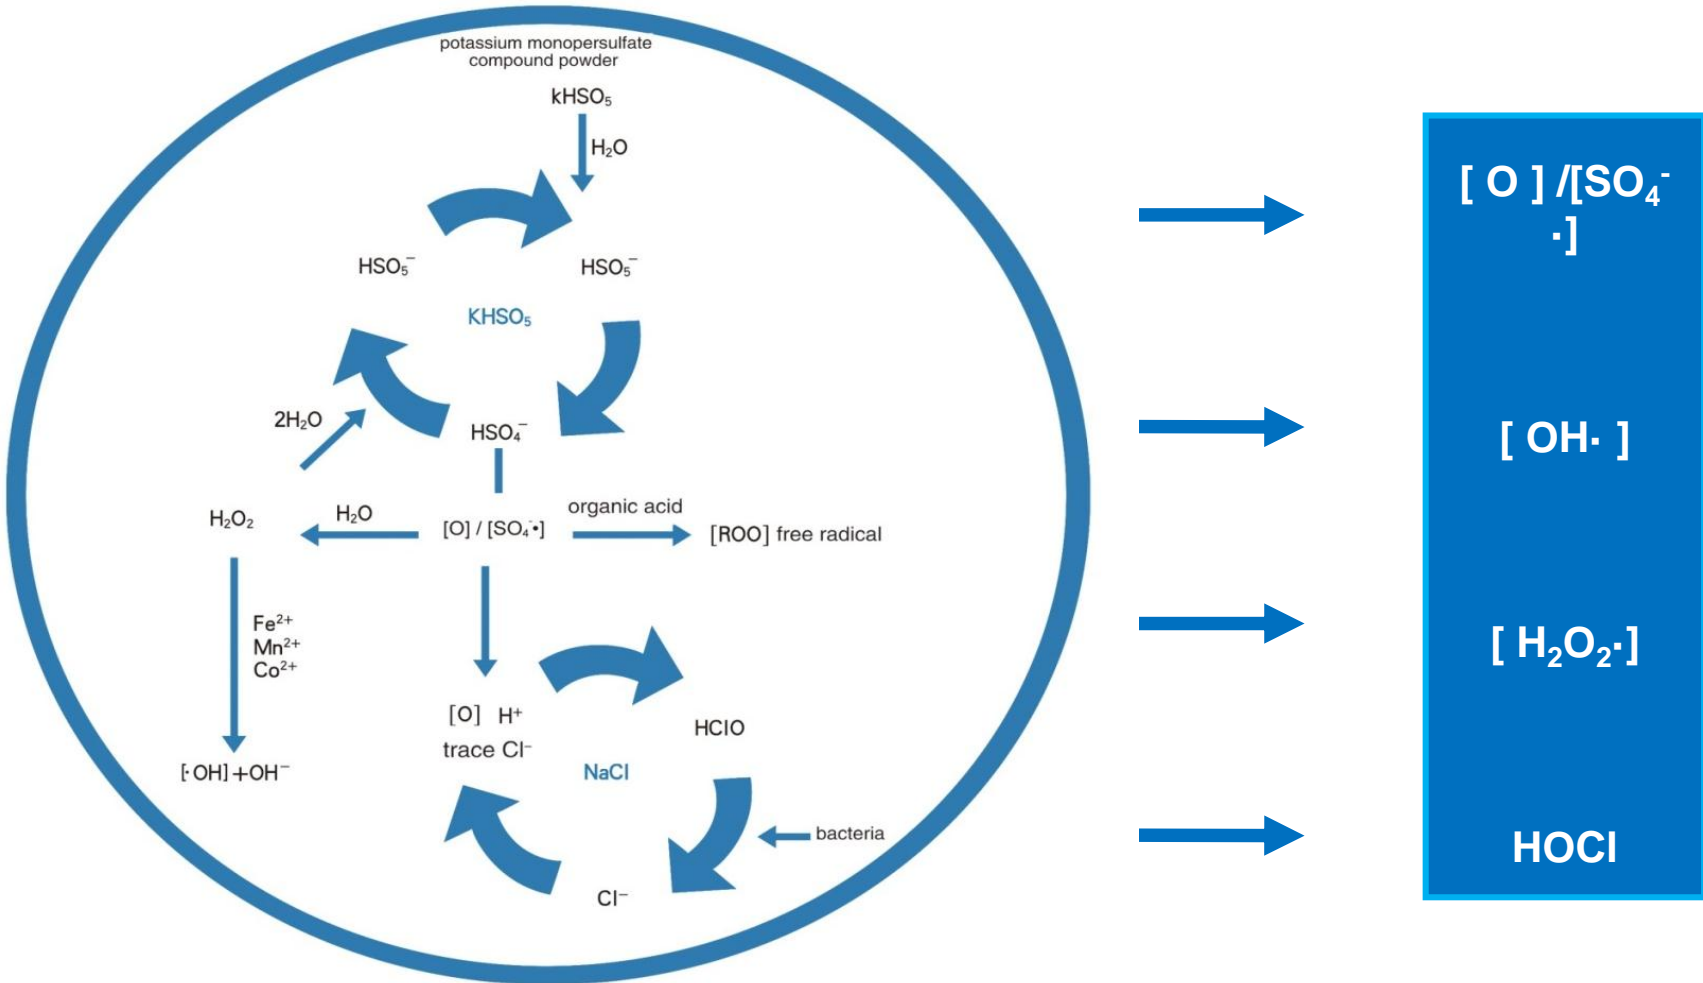 potassium monopersulfate
compound powder
kHSO₅
H₂O
HSO₅⁻
HSO₅⁻
KHSO₅
2H₂O
HSO₄⁻
H₂O₂
H₂O
[O] / [SO₄⁻•]
organic acid
[ROO] free radical
Fe²⁺
Mn²⁺
Co²⁺
[O] H⁺
trace Cl⁻
HClO
NaCl
[·OH]+OH⁻
bacteria
Cl⁻
[ O ] /[SO₄⁻
·]
[ OH· ]
[ H₂O₂·]
HOCl